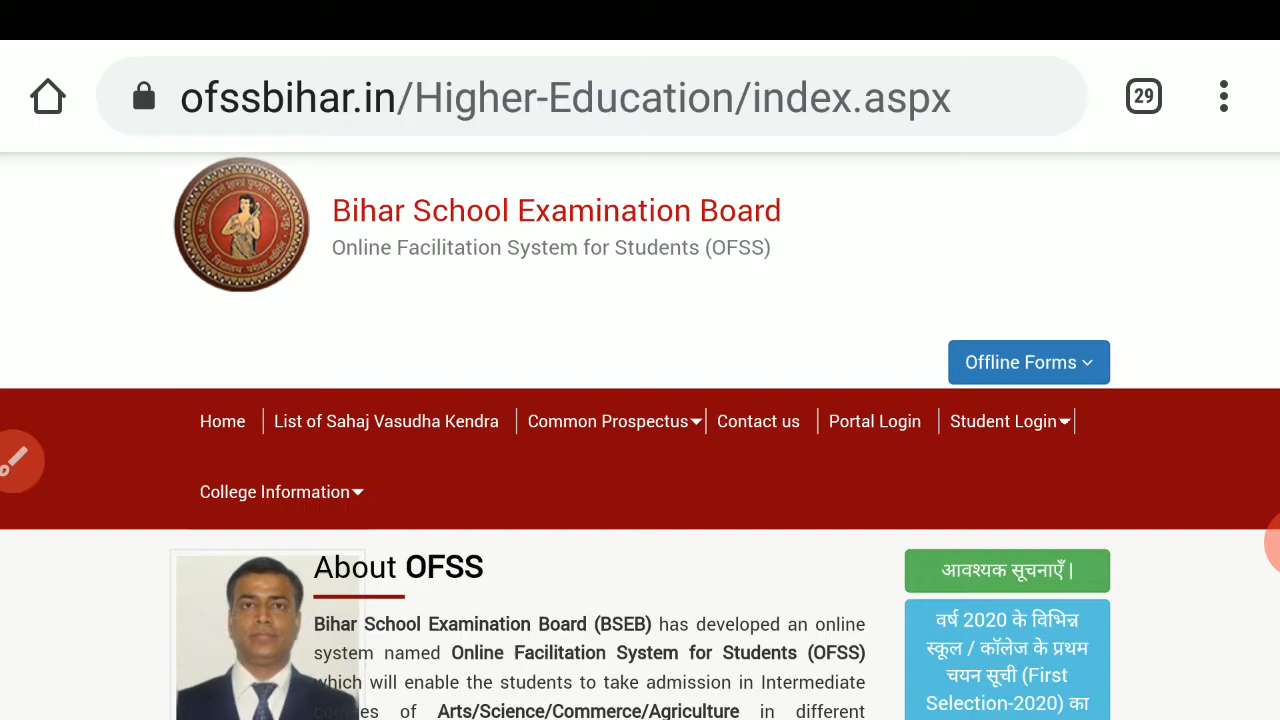 ofssbihar.in/Higher-Education/index.aspx
29
Bihar School Examination Board
Online Facilitation System for Students (OFSS)
Offline Forms
Home
List of Sahaj Vasudha Kendra
Common Prospectus
Contact us
Portal Login
Student Login
College Information
About OFSS
Bihar School Examination Board (BSEB) has developed an online
system named Online Facilitation System for Students (OFSS)
which will enable the students to take admission in Intermediate
of Arts/Science/Commerce/Agriculture in different
आवश्यक सूचनाएँ |
वर्ष 2020 के विभिन्न
स्कूल / कॉलेज के प्रथम
चयन सूची (First
Selection-2020) का